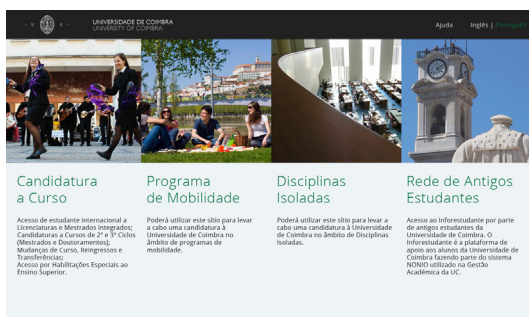 · U C ·
UNIVERSIDADE DE COIMBRA
UNIVERSITY OF COIMBRA
Ajuda Inglês | Português
Candidatura
a Curso
Acesso de estudante internacional a
Licenciaturas e Mestrados Integrados;
Candidaturas a Cursos de 2º e 3º Ciclos
(Mestrados e Doutoramentos);
Mudanças de Curso, Reingressos e
Transferências;
Acesso por Habilitações Especiais ao
Ensino Superior.
Programa
de Mobilidade
Poderá utilizar este sítio para levar
a cabo uma candidatura à
Universidade de Coimbra no
âmbito de programas de
mobilidade.
Disciplinas
Isoladas
Poderá utilizar este sítio para levar a
cabo uma candidatura à Universidade
de Coimbra no âmbito de Disciplinas
Isoladas.
Rede de Antigos
Estudantes
Acesso ao Inforestudante por parte
de antigos estudantes da
Universidade de Coimbra. O
Inforestudante é a plataforma de
apoio aos alunos da Universidade de
Coimbra fazendo parte do sistema
NONIO utilizado na Gestão
Académica da UC.